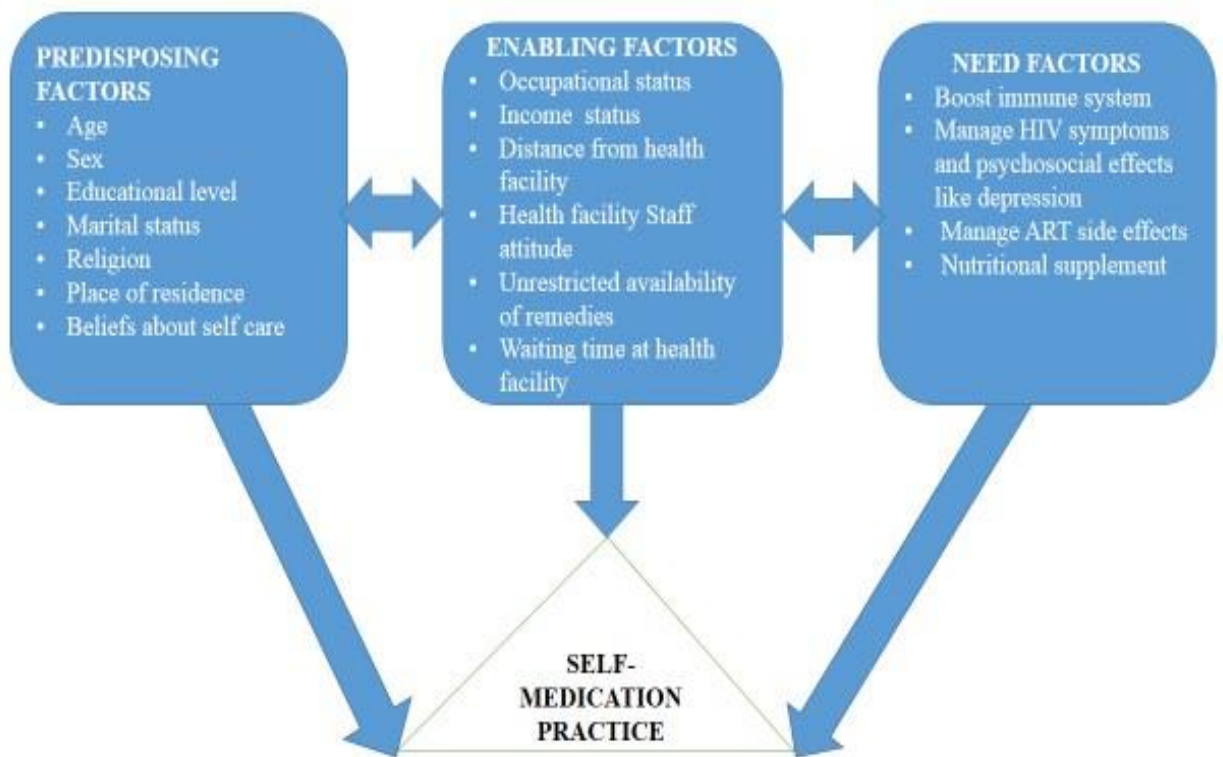 PREDISPOSING
FACTORS
• Age
• Sex
• Educational level
• Marital status
• Religion
• Place of residence
• Beliefs about self care
ENABLING FACTORS
• Occupational status
• Income status
• Distance from health
facility
• Health facility Staff
attitude
• Unrestricted availability
of remedies
• Waiting time at health
facility
NEED FACTORS
• Boost immune system
• Manage HIV symptoms
and psychosocial effects
like depression
• Manage ART side effects
• Nutritional supplement
SELF-
MEDICATION
PRACTICE